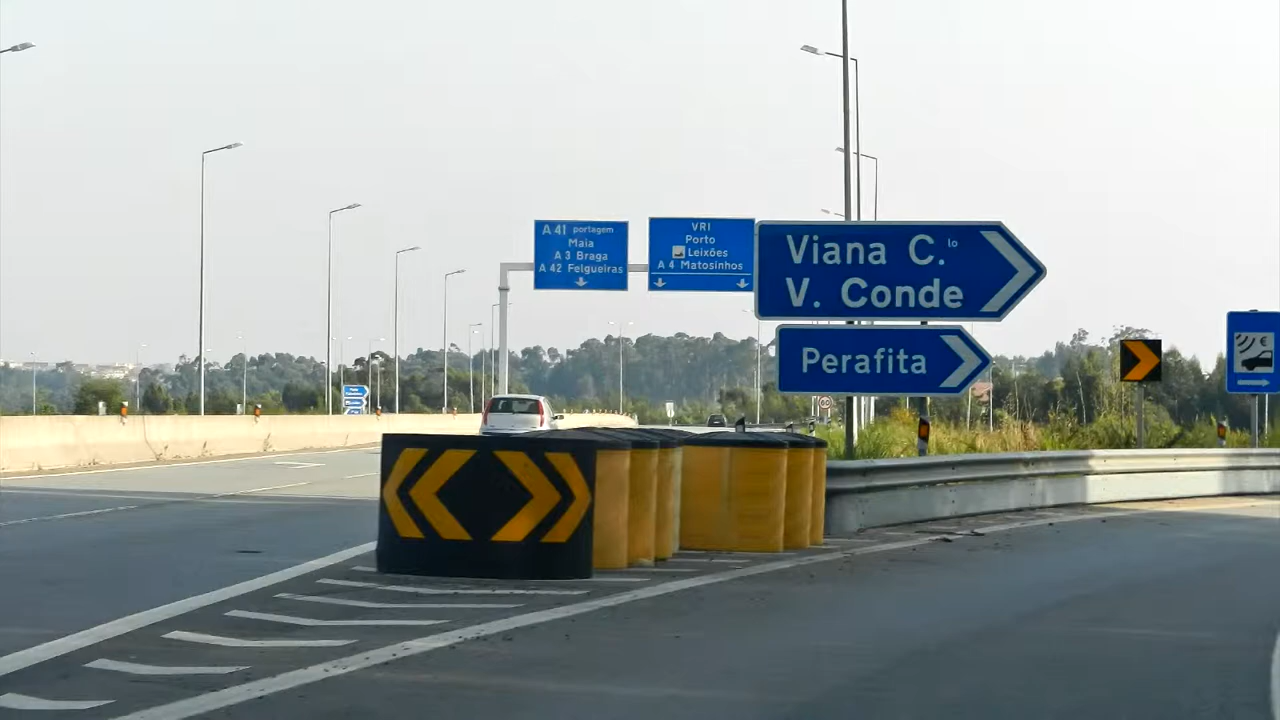 A 41 portagem
Maia
A 3 Braga
A 42 Felgueiras
VRI
Porto
Leixões
A 4 Matosinhos
Viana C.lo
V. Conde
Perafita
€